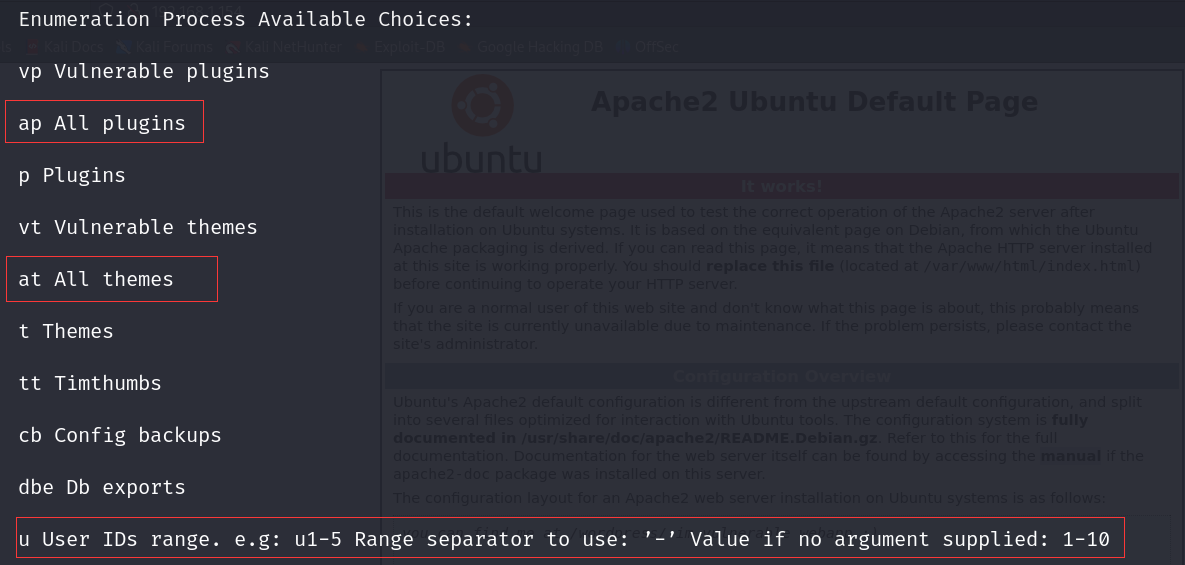 192.168.1.154
Enumeration Process Available Choices:
ls Kali Docs Kali Forums Kali NetHunter Exploit-DB Google Hacking DB OffSec
vp Vulnerable plugins
ap All plugins
p Plugins
vt Vulnerable themes
at All themes
t Themes
tt Timthumbs
cb Config backups
dbe Db exports
u User IDs range. e.g: u1-5 Range separator to use: ’-’ Value if no argument supplied: 1-10
Apache2 Ubuntu Default Page
ubuntu
It works!
This is the default welcome page used to test the correct operation of the Apache2 server after
installation on Ubuntu systems. It is based on the equivalent page on Debian, from which the Ubuntu
Apache packaging is derived. If you can read this page, it means that the Apache HTTP server installed
at this site is working properly. You should replace this file (located at /var/www/html/index.html)
before continuing to operate your HTTP server.
If you are a normal user of this web site and don't know what this page is about, this probably means
that the site is currently unavailable due to maintenance. If the problem persists, please contact the
site's administrator.
Configuration Overview
Ubuntu's Apache2 default configuration is different from the upstream default configuration, and split
into several files optimized for interaction with Ubuntu tools. The configuration system is fully
documented in /usr/share/doc/apache2/README.Debian.gz. Refer to this for the full
documentation. Documentation for the web server itself can be found by accessing the manual if the
apache2-doc package was installed on this server.
The configuration layout for an Apache2 web server installation on Ubuntu systems is as follows: